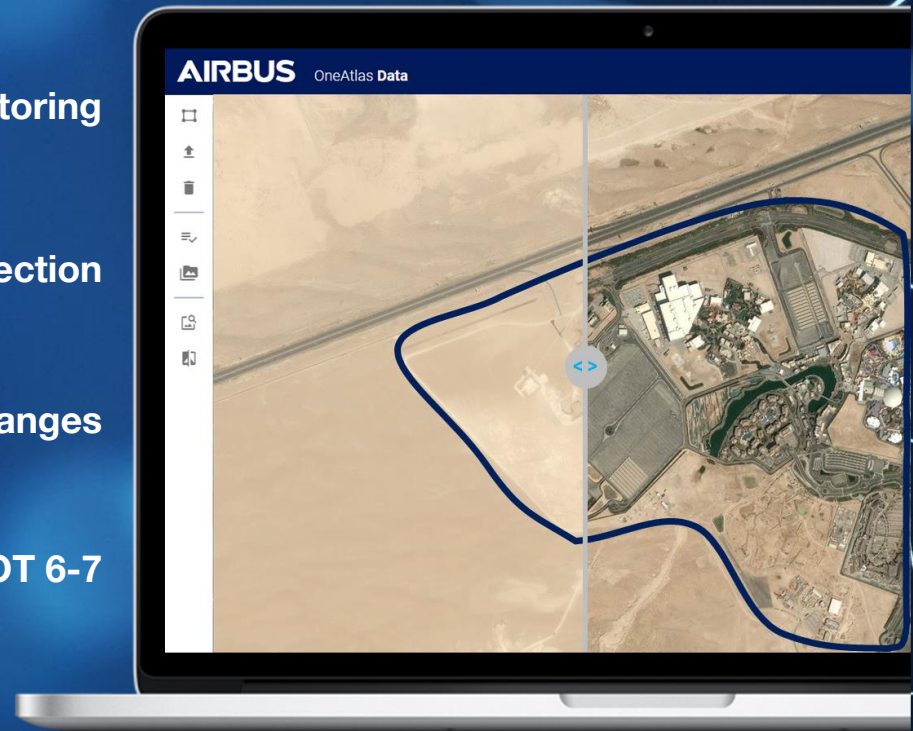 toring
ection
anges
OT 6-7
AIRBUS OneAtlas Data
< >